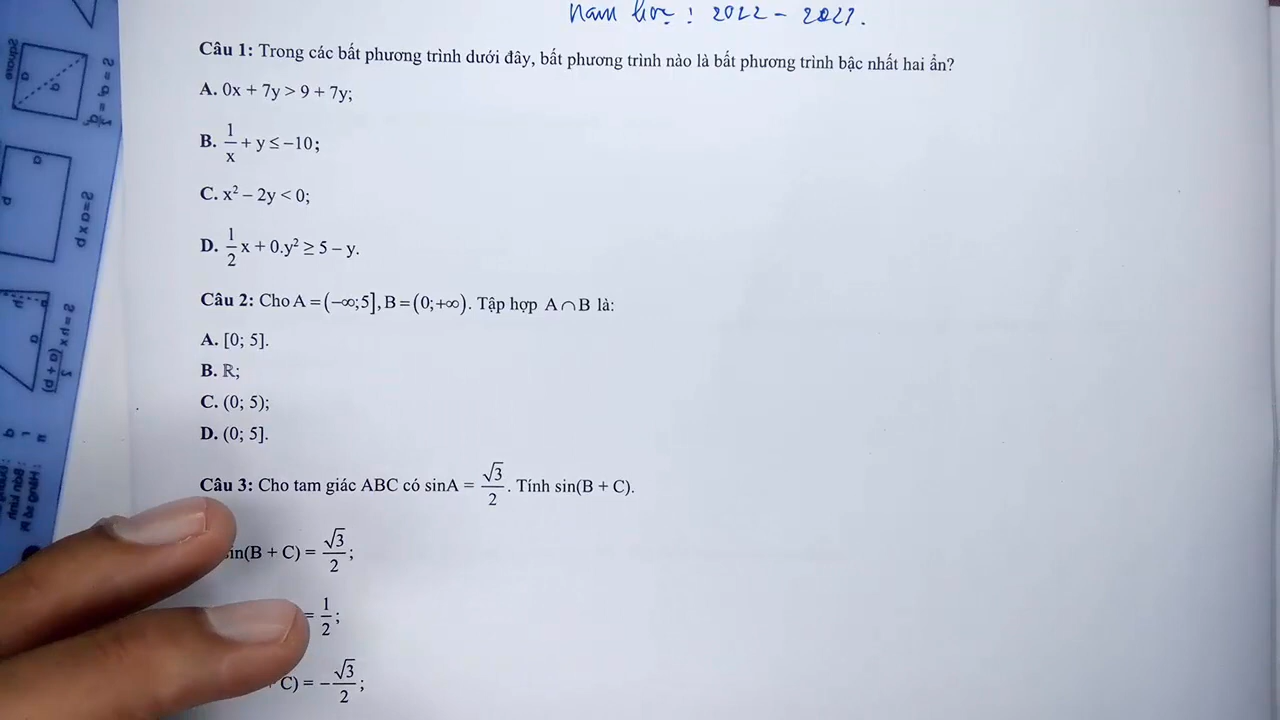 Năm học : 2022 - 2023.
Câu 1: Trong các bất phương trình dưới đây, bất phương trình nào là bất phương trình bậc nhất hai ẩn?
A. 0x + 7y > 9 + 7y;
B. 1/x + y ≤ −10;
C. x² – 2y < 0;
D. 1/2 x + 0.y² ≥ 5 – y.
Câu 2: Cho A = (−∞;5], B = (0;+∞). Tập hợp A ∩ B là:
A. [0; 5].
B. ℝ;
C. (0; 5);
D. (0; 5].
Câu 3: Cho tam giác ABC có sinA = √3/2. Tính sin(B + C).
in(B + C) = √3/2;
= 1/2;
C) = −√3/2;